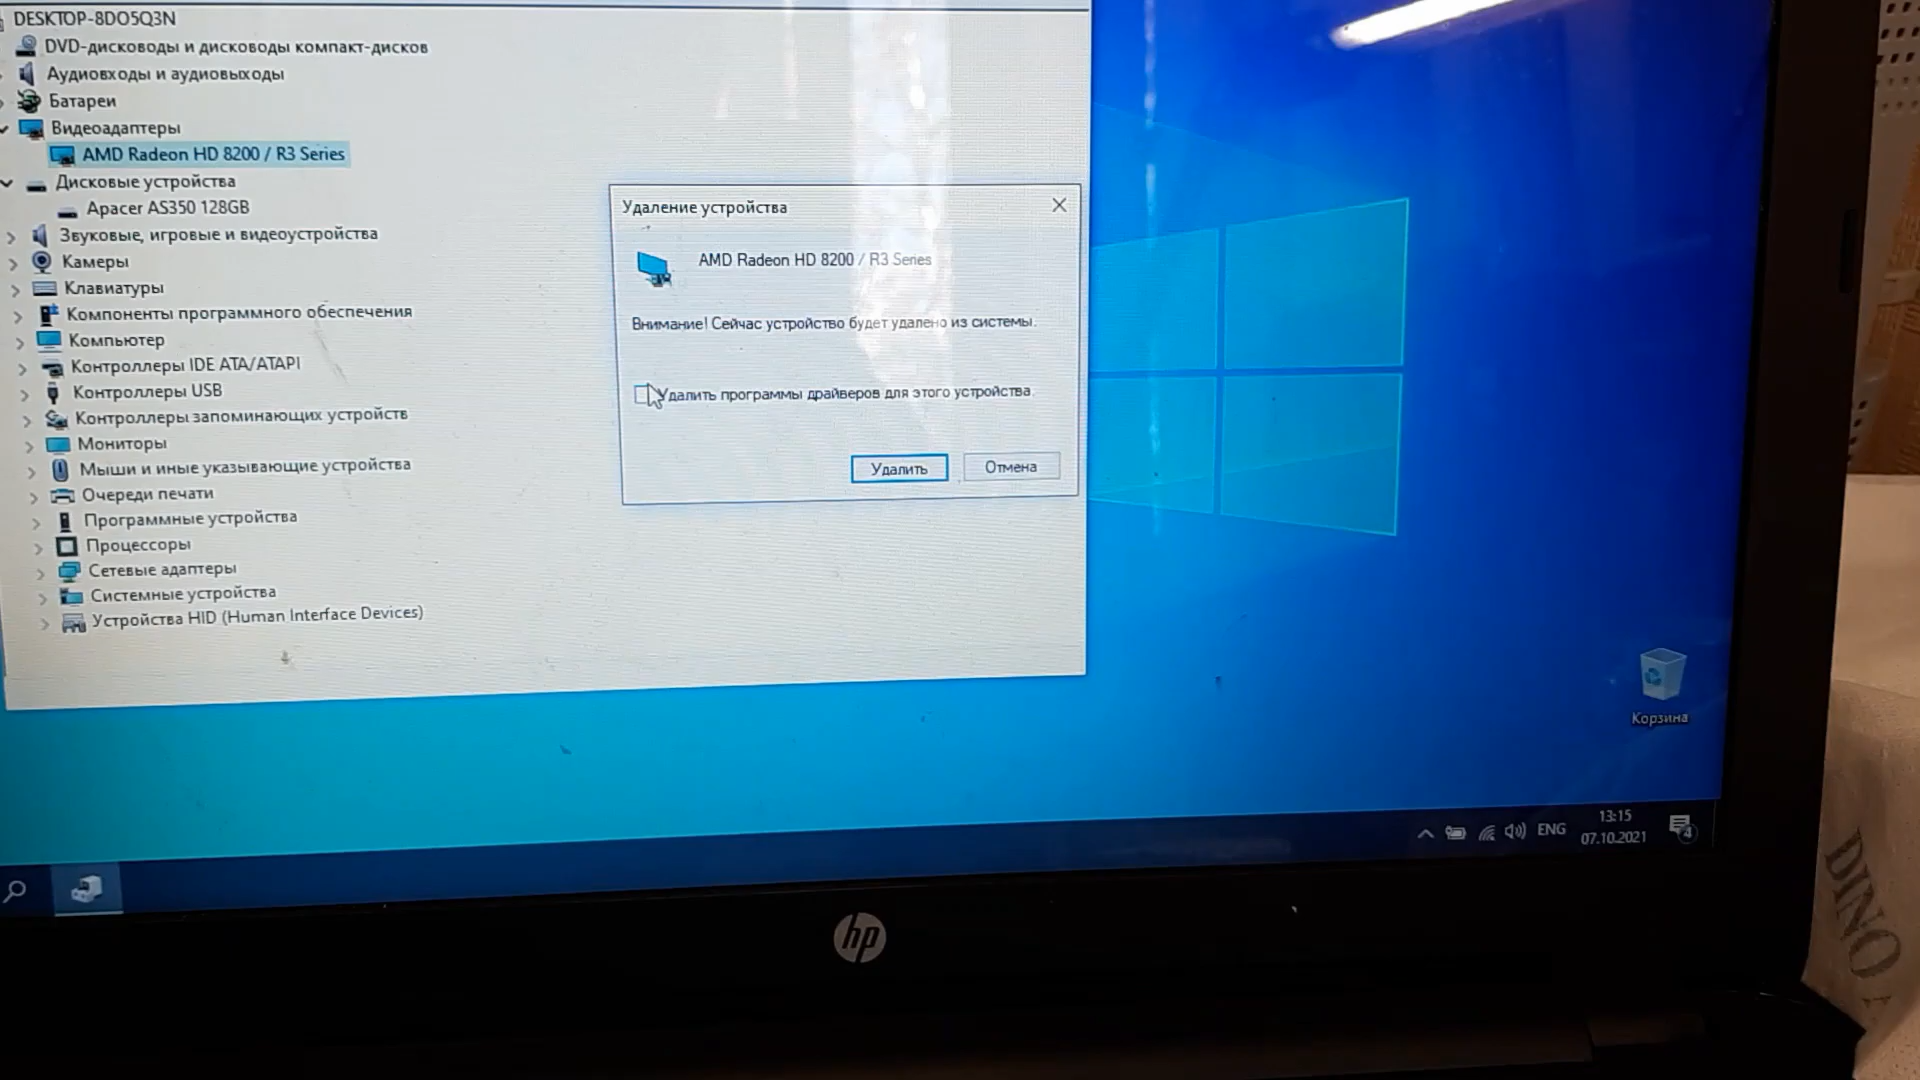 DESKTOP-8DO5Q3N
DVD-дисководы и дисководы компакт-дисков
Аудиовходы и аудиовыходы
Батареи
Видеоадаптеры
AMD Radeon HD 8200 / R3 Series
Дисковые устройства
Apacer AS350 128GB
Звуковые, игровые и видеоустройства
Камеры
Клавиатуры
Компоненты программного обеспечения
Компьютер
Контроллеры IDE ATA/ATAPI
Контроллеры USB
Контроллеры запоминающих устройств
Мониторы
Мыши и иные указывающие устройства
Очереди печати
Программные устройства
Процессоры
Сетевые адаптеры
Системные устройства
Устройства HID (Human Interface Devices)
Удаление устройства
AMD Radeon HD 8200 / R3 Series
Внимание! Сейчас устройство будет удалено из системы.
Удалить программы драйверов для этого устройства.
Удалить
Отмена
Корзина
ENG
13:15
07.10.2021
4
hp
DINO